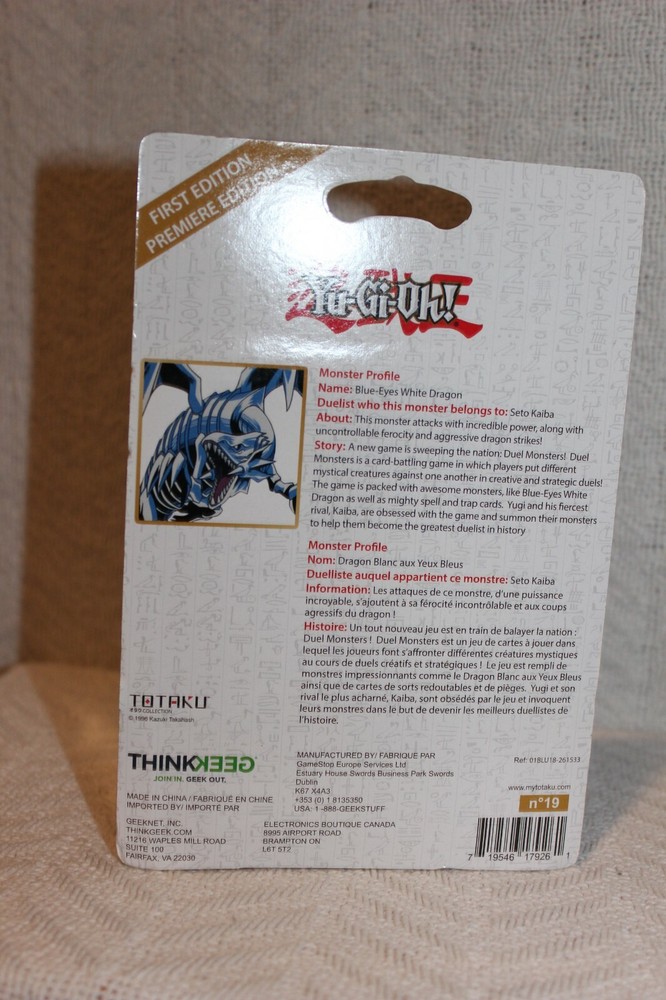 FIRST EDITION
PREMIERE EDITION
Yu-Gi-Oh!
Monster Profile
Name: Blue-Eyes White Dragon
Duelist who this monster belongs to: Seto Kaiba
About: This monster attacks with incredible power, along with
uncontrollable ferocity and aggressive dragon strikes!
Story: A new game is sweeping the nation: Duel Monsters! Duel
Monsters is a card-battling game in which players put different
mystical creatures against one another in creative and strategic duels!
The game is packed with awesome monsters, like Blue-Eyes White
Dragon as well as mighty spell and trap cards. Yugi and his fiercest
rival, Kaiba, are obsessed with the game and summon their monsters
to help them become the greatest duelist in history
Monster Profile
Nom: Dragon Blanc aux Yeux Bleus
Duelliste auquel appartient ce monstre: Seto Kaiba
Information: Les attaques de ce monstre, d'une puissance
incroyable, s'ajoutent à sa férocité incontrôlable et aux coups
agressifs du dragon !
Histoire: Un tout nouveau jeu est en train de balayer la nation :
Duel Monsters ! Duel Monsters est un jeu de cartes à jouer dans
lequel les joueurs font s'affronter différentes créatures mystiques
au cours de duels créatifs et stratégiques ! Le jeu est rempli de
monstres impressionnants comme le Dragon Blanc aux Yeux Bleus
ainsi que de cartes de sorts redoutables et de pièges. Yugi et son
rival le plus acharné, Kaiba, sont obsédés par le jeu et invoquent
leurs monstres dans le but de devenir les meilleurs duellistes de
l'histoire.
TOTAKU
COLLECTION
© 1996 Kazuki Takahashi
THINKGEEK
JOIN IN. GEEK OUT.
MADE IN CHINA / FABRIQUÉ EN CHINE
IMPORTED BY/ IMPORTÉ PAR
GEEKNET, INC.
THINKGEEK.COM
11216 WAPLES MILL ROAD
SUITE 100
FAIRFAX, VA 22030
MANUFACTURED BY/ FABRIQUÉ PAR
GameStop Europe Services Ltd.
Estuary House Swords Business Park Swords
Dublin
K67 X4A3
+353 (0) 1 8135350
USA: 1 -888-GEEKSTUFF
ELECTRONICS BOUTIQUE CANADA
8995 AIRPORT ROAD
BRAMPTON ON
L6T 5T2
Ref: 018LU18-261533
www.mytotaku.com
n°19
7 19546 17926 1